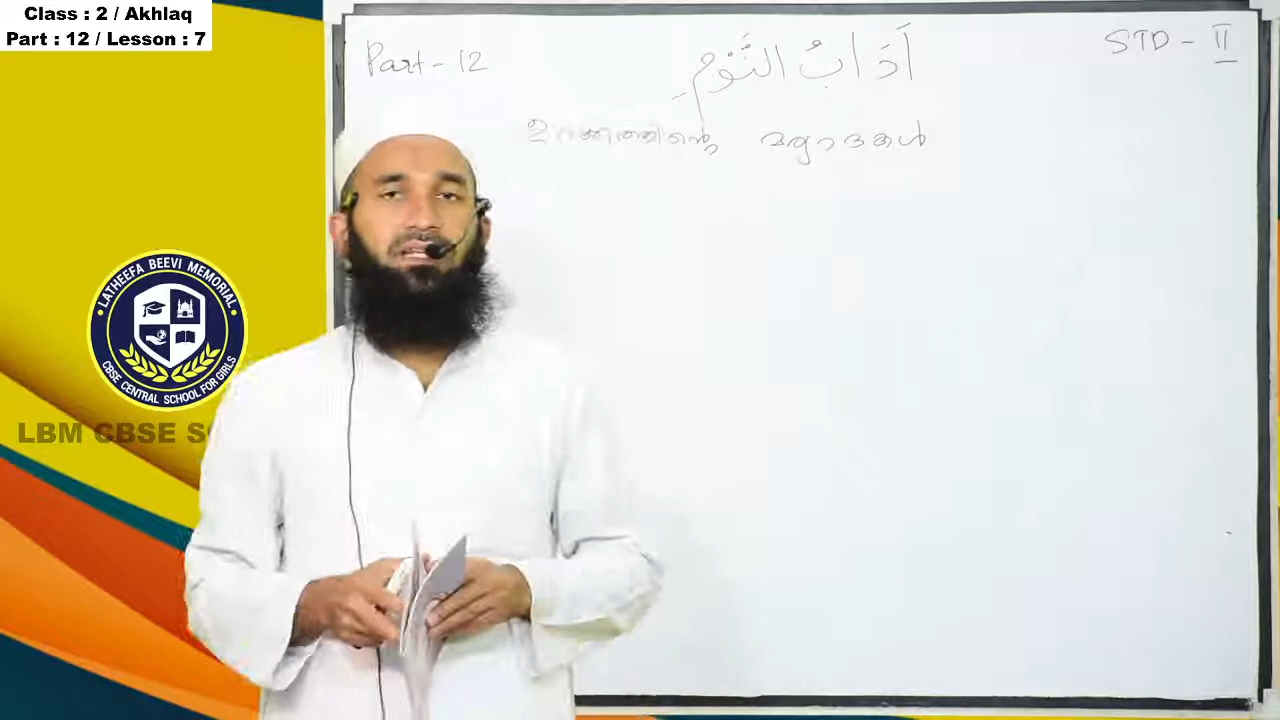 Class : 2 / Akhlaq
Part : 12 / Lesson : 7
Part - 12
آدَابُ النَّوْمِ
STD - II
ഉറക്കത്തിന്റെ മര്യാദകൾ
LATHEEFA BEEVI MEMORIAL
CBSE CENTRAL SCHOOL FOR GIRLS
LBM CBSE